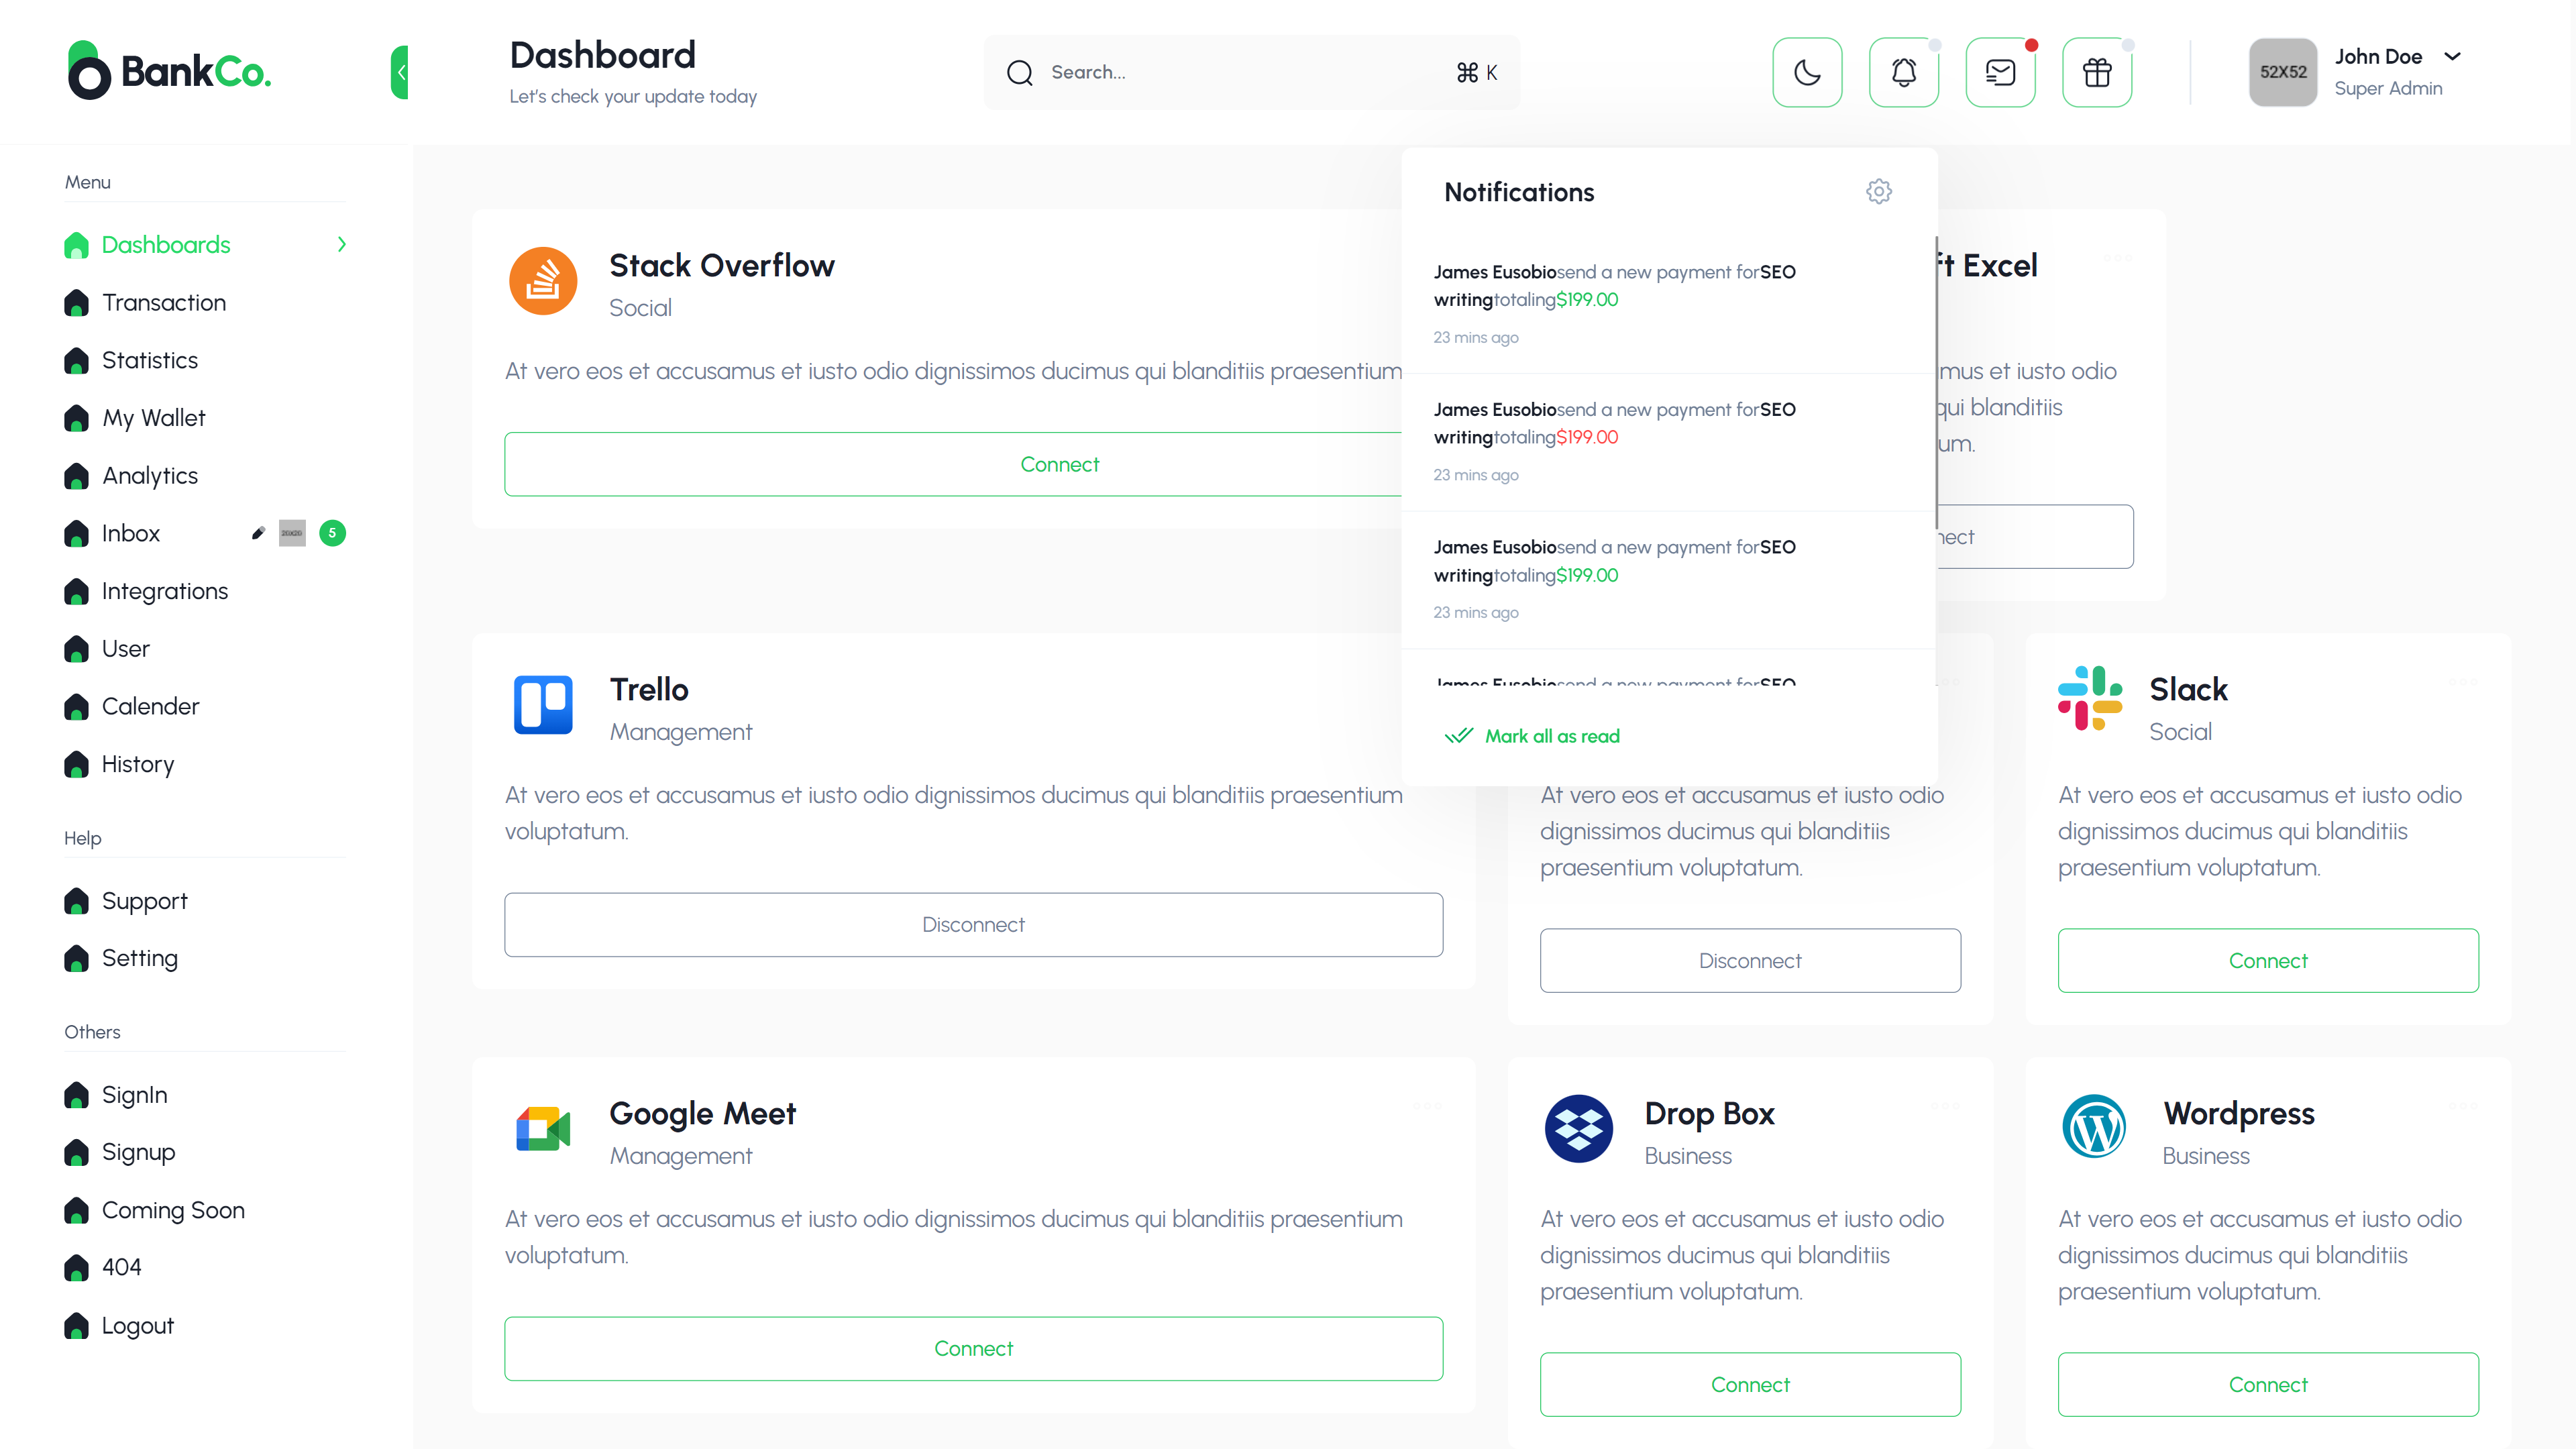 BankCo.
Dashboard
Let's check your update today
Search...
⌘ K
52X52
John Doe
Super Admin
Menu
Dashboards
Transaction
Statistics
My Wallet
Analytics
Inbox
5
Integrations
User
Calender
History
Help
Support
Setting
Others
SignIn
Signup
Coming Soon
404
Logout
Stack Overflow
Social
At vero eos et accusamus et iusto odio dignissimos ducimus qui blanditiis praesentium
Connect
Notifications
James Eusobiosend a new payment forSEO
writingtotaling$199.00
23 mins ago
James Eusobiosend a new payment forSEO
writingtotaling$199.00
23 mins ago
James Eusobiosend a new payment forSEO
writingtotaling$199.00
23 mins ago
James Eusobiosend a new payment forSEO
Mark all as read
ft Excel
mus et iusto odio
qui blanditiis
um.
nect
Trello
Management
At vero eos et accusamus et iusto odio dignissimos ducimus qui blanditiis praesentium
voluptatum.
Disconnect
At vero eos et accusamus et iusto odio
dignissimos ducimus qui blanditiis
praesentium voluptatum.
Disconnect
Slack
Social
At vero eos et accusamus et iusto odio
dignissimos ducimus qui blanditiis
praesentium voluptatum.
Connect
Google Meet
Management
At vero eos et accusamus et iusto odio dignissimos ducimus qui blanditiis praesentium
voluptatum.
Connect
Drop Box
Business
At vero eos et accusamus et iusto odio
dignissimos ducimus qui blanditiis
praesentium voluptatum.
Connect
Wordpress
Business
At vero eos et accusamus et iusto odio
dignissimos ducimus qui blanditiis
praesentium voluptatum.
Connect